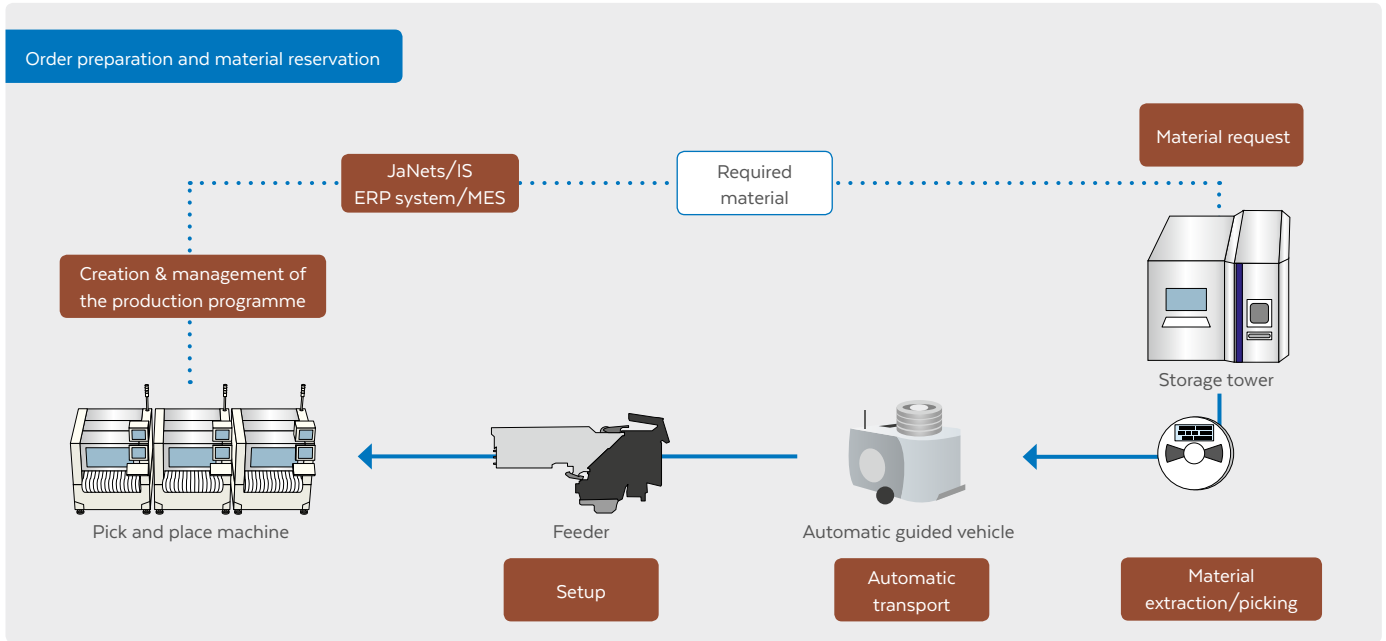 Order preparation and material reservation
Material request
JaNets/IS
ERP system/MES
Required
material
Creation & management of
the production programme
Storage tower
Pick and place machine
Feeder
Automatic guided vehicle
Setup
Automatic
transport
Material
extraction/picking